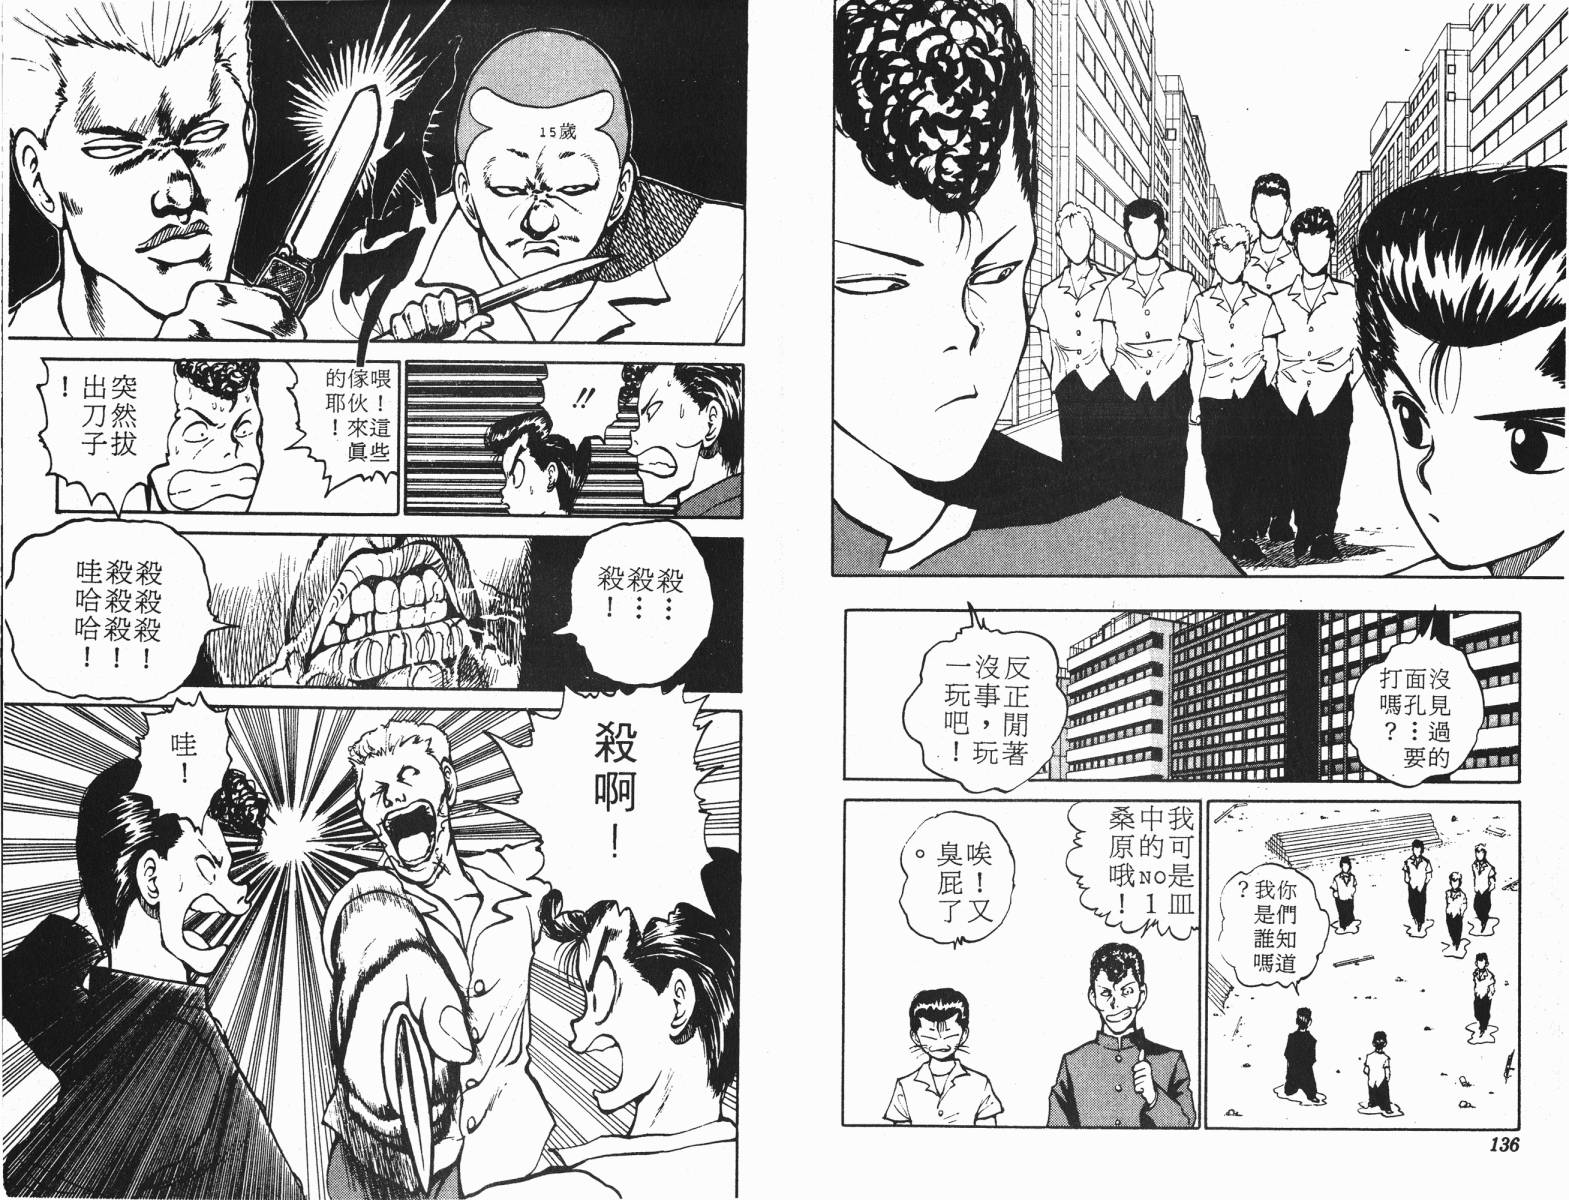 沒見過的
面孔…要
打嗎？
反正閒著
沒事，玩
一玩吧！
你們知道
我是誰嗎
？
我可是皿
中的NO1
桑原哦！
唉！又
臭屁了
。
136
15歲
!!
喂！這些
傢伙來眞
的耶！
突然拔
出刀子
！
殺…
殺…
殺！
殺殺殺！
殺殺殺！
哇哈哈！
殺啊！
哇！